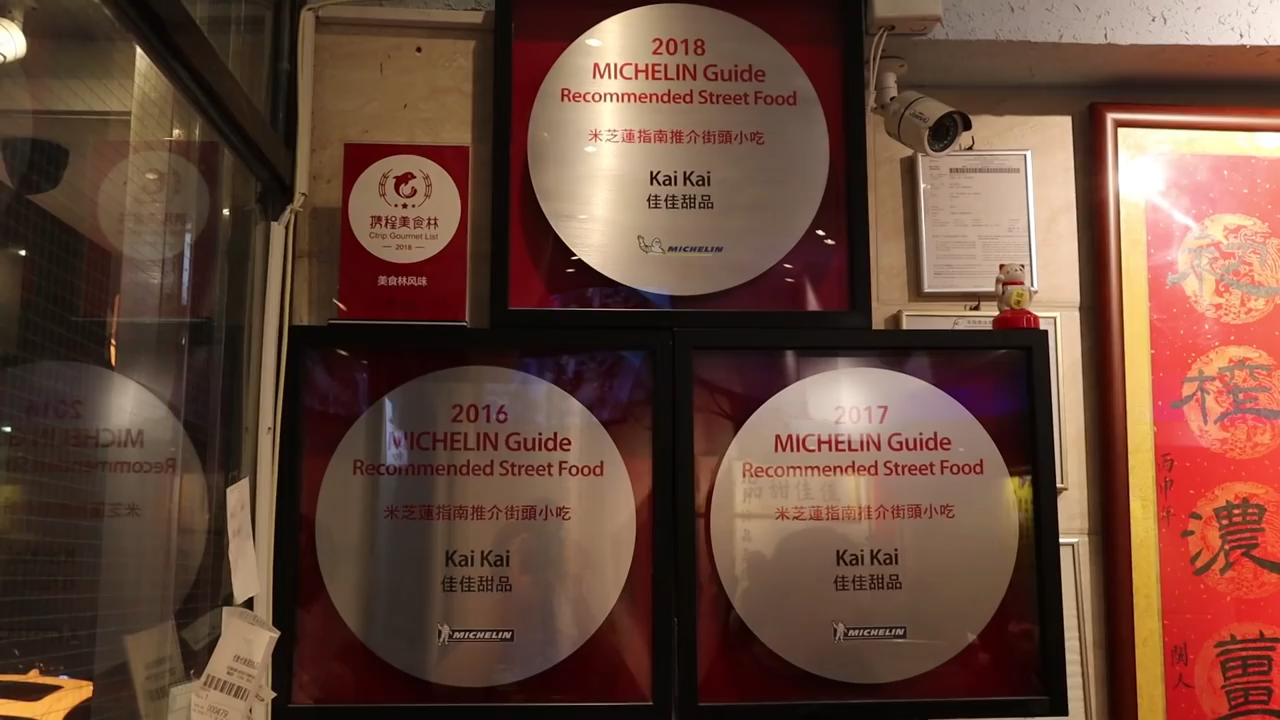 2018
MICHELIN Guide
Recommended Street Food
米芝蓮指南推介街頭小吃
Kai Kai
佳佳甜品
MICHELIN
携程美食林
Ctrip Gourmet List
2018
美食林风味
2016
MICHELIN Guide
Recommended Street Food
米芝蓮指南推介街頭小吃
Kai Kai
佳佳甜品
MICHELIN
2017
MICHELIN Guide
Recommended Street Food
米芝蓮指南推介街頭小吃
Kai Kai
佳佳甜品
MICHELIN
濃
薑